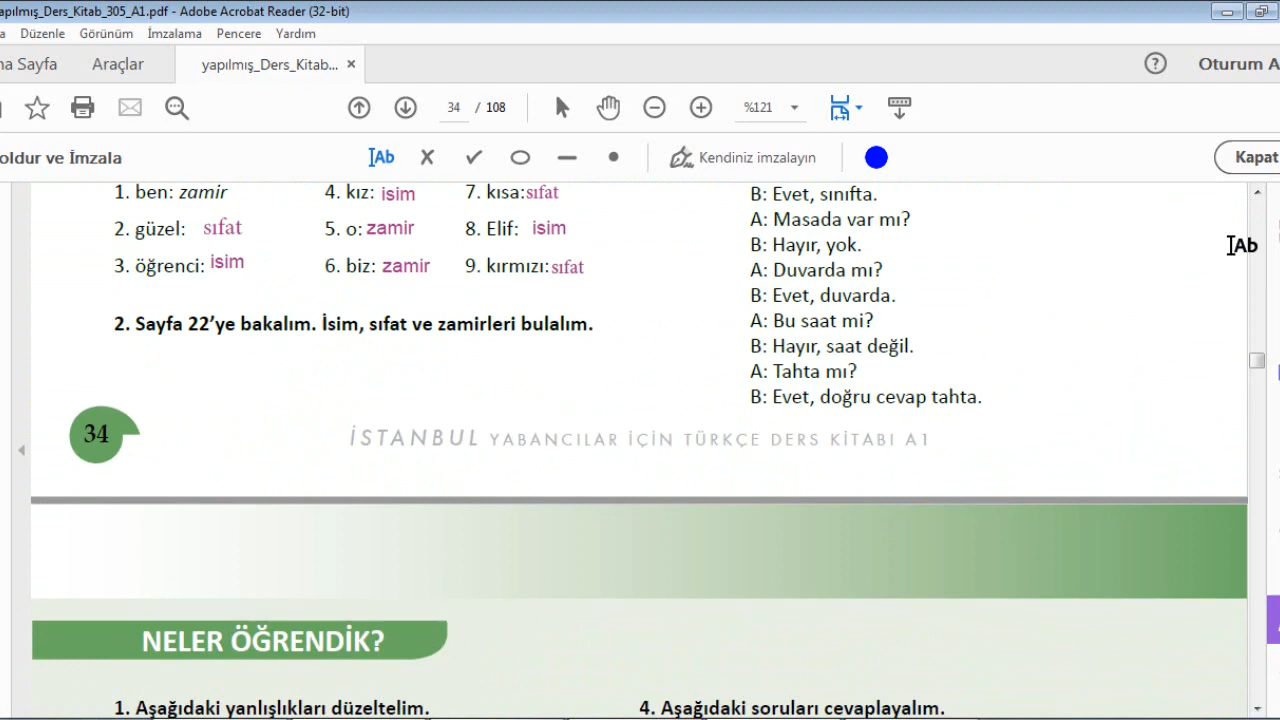 apılmış_Ders_Kitab_305_A1.pdf - Adobe Acrobat Reader (32-bit)
Düzenle Görünüm İmzalama Pencere Yardım
na Sayfa Araçlar yapılmış_Ders_Kitab... × ? Oturum A
34 / 108 %121
oldur ve İmzala Ab Kendiniz imzalayın Kapat
1. ben: zamir 4. kız: isim 7. kısa: sıfat
2. güzel: sıfat 5. o: zamir 8. Elif: isim
3. öğrenci: isim 6. biz: zamir 9. kırmızı: sıfat
2. Sayfa 22’ye bakalım. İsim, sıfat ve zamirleri bulalım.
B: Evet, sınıfta.
A: Masada var mı?
B: Hayır, yok.
A: Duvarda mı?
B: Evet, duvarda.
A: Bu saat mi?
B: Hayır, saat değil.
A: Tahta mı?
B: Evet, doğru cevap tahta.
Ab
34 İSTANBUL YABANCILAR İÇİN TÜRKÇE DERS KİTABI A1
NELER ÖĞRENDİK?
1. Aşağıdaki yanlışlıkları düzeltelim.
4. Aşağıdaki soruları cevaplayalım.